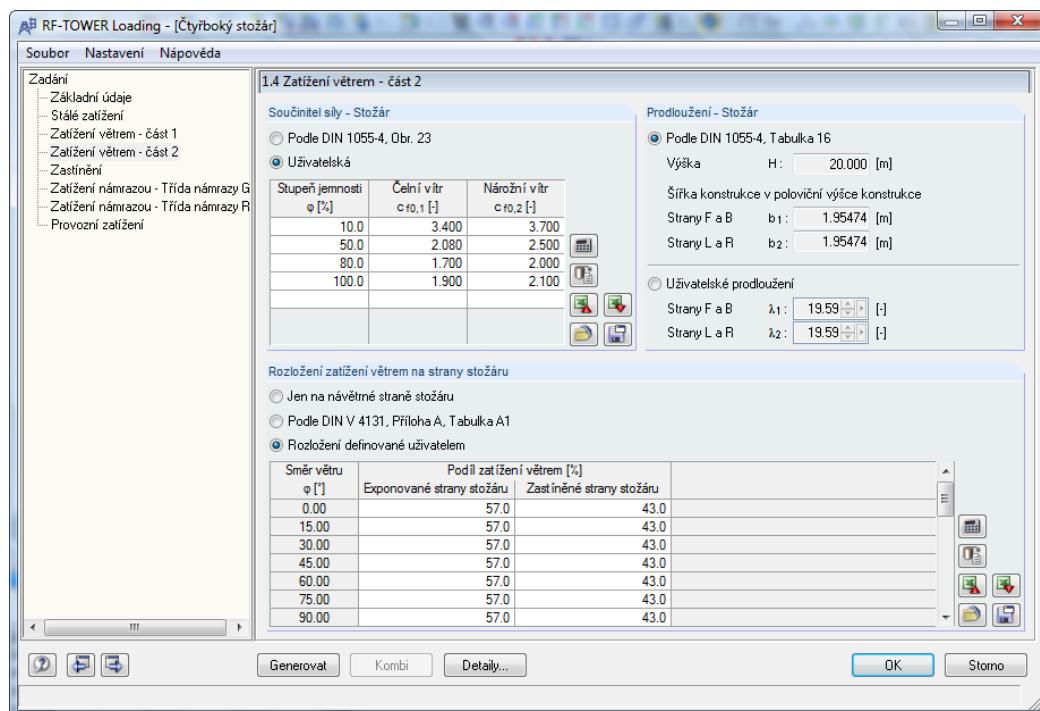 RF-TOWER Loading - [Čtyřboký stožár]
Soubor Nastavení Nápověda
Zadání
Základní údaje
Stálé zatížení
Zatížení větrem - část 1
Zatížení větrem - část 2
Zastínění
Zatížení námrazou - Třída námrazy G
Zatížení námrazou - Třída námrazy R
Provozní zatížení
1.4 Zatížení větrem - část 2
Součinitel síly - Stožár
Podle DIN 1055-4, Obr. 23
Uživatelská
Stupeň jemnosti Čelní vítr Nárožní vítr
φ [%] c f0,1 [-] c f0,2 [-]
10.0 3.400 3.700
50.0 2.080 2.500
80.0 1.700 2.000
100.0 1.900 2.100
Prodloužení - Stožár
Podle DIN 1055-4, Tabulka 16
Výška H : 20.000 [m]
Šířka konstrukce v poloviční výšce konstrukce
Strany F a B b1 : 1.95474 [m]
Strany L a R b2 : 1.95474 [m]
Uživatelské prodloužení
Strany F a B λ1 : 19.59 [-]
Strany L a R λ2 : 19.59 [-]
Rozložení zatížení větrem na strany stožáru
Jen na návětrné straně stožáru
Podle DIN V 4131, Příloha A, Tabulka A1
Rozložení definované uživatelem
Směr větru Podíl zatížení větrem [%]
φ [°] Exponované strany stožáru Zastíněné strany stožáru
0.00 57.0 43.0
15.00 57.0 43.0
30.00 57.0 43.0
45.00 57.0 43.0
60.00 57.0 43.0
75.00 57.0 43.0
90.00 57.0 43.0
Generovat Kombi Detaily... OK Storno